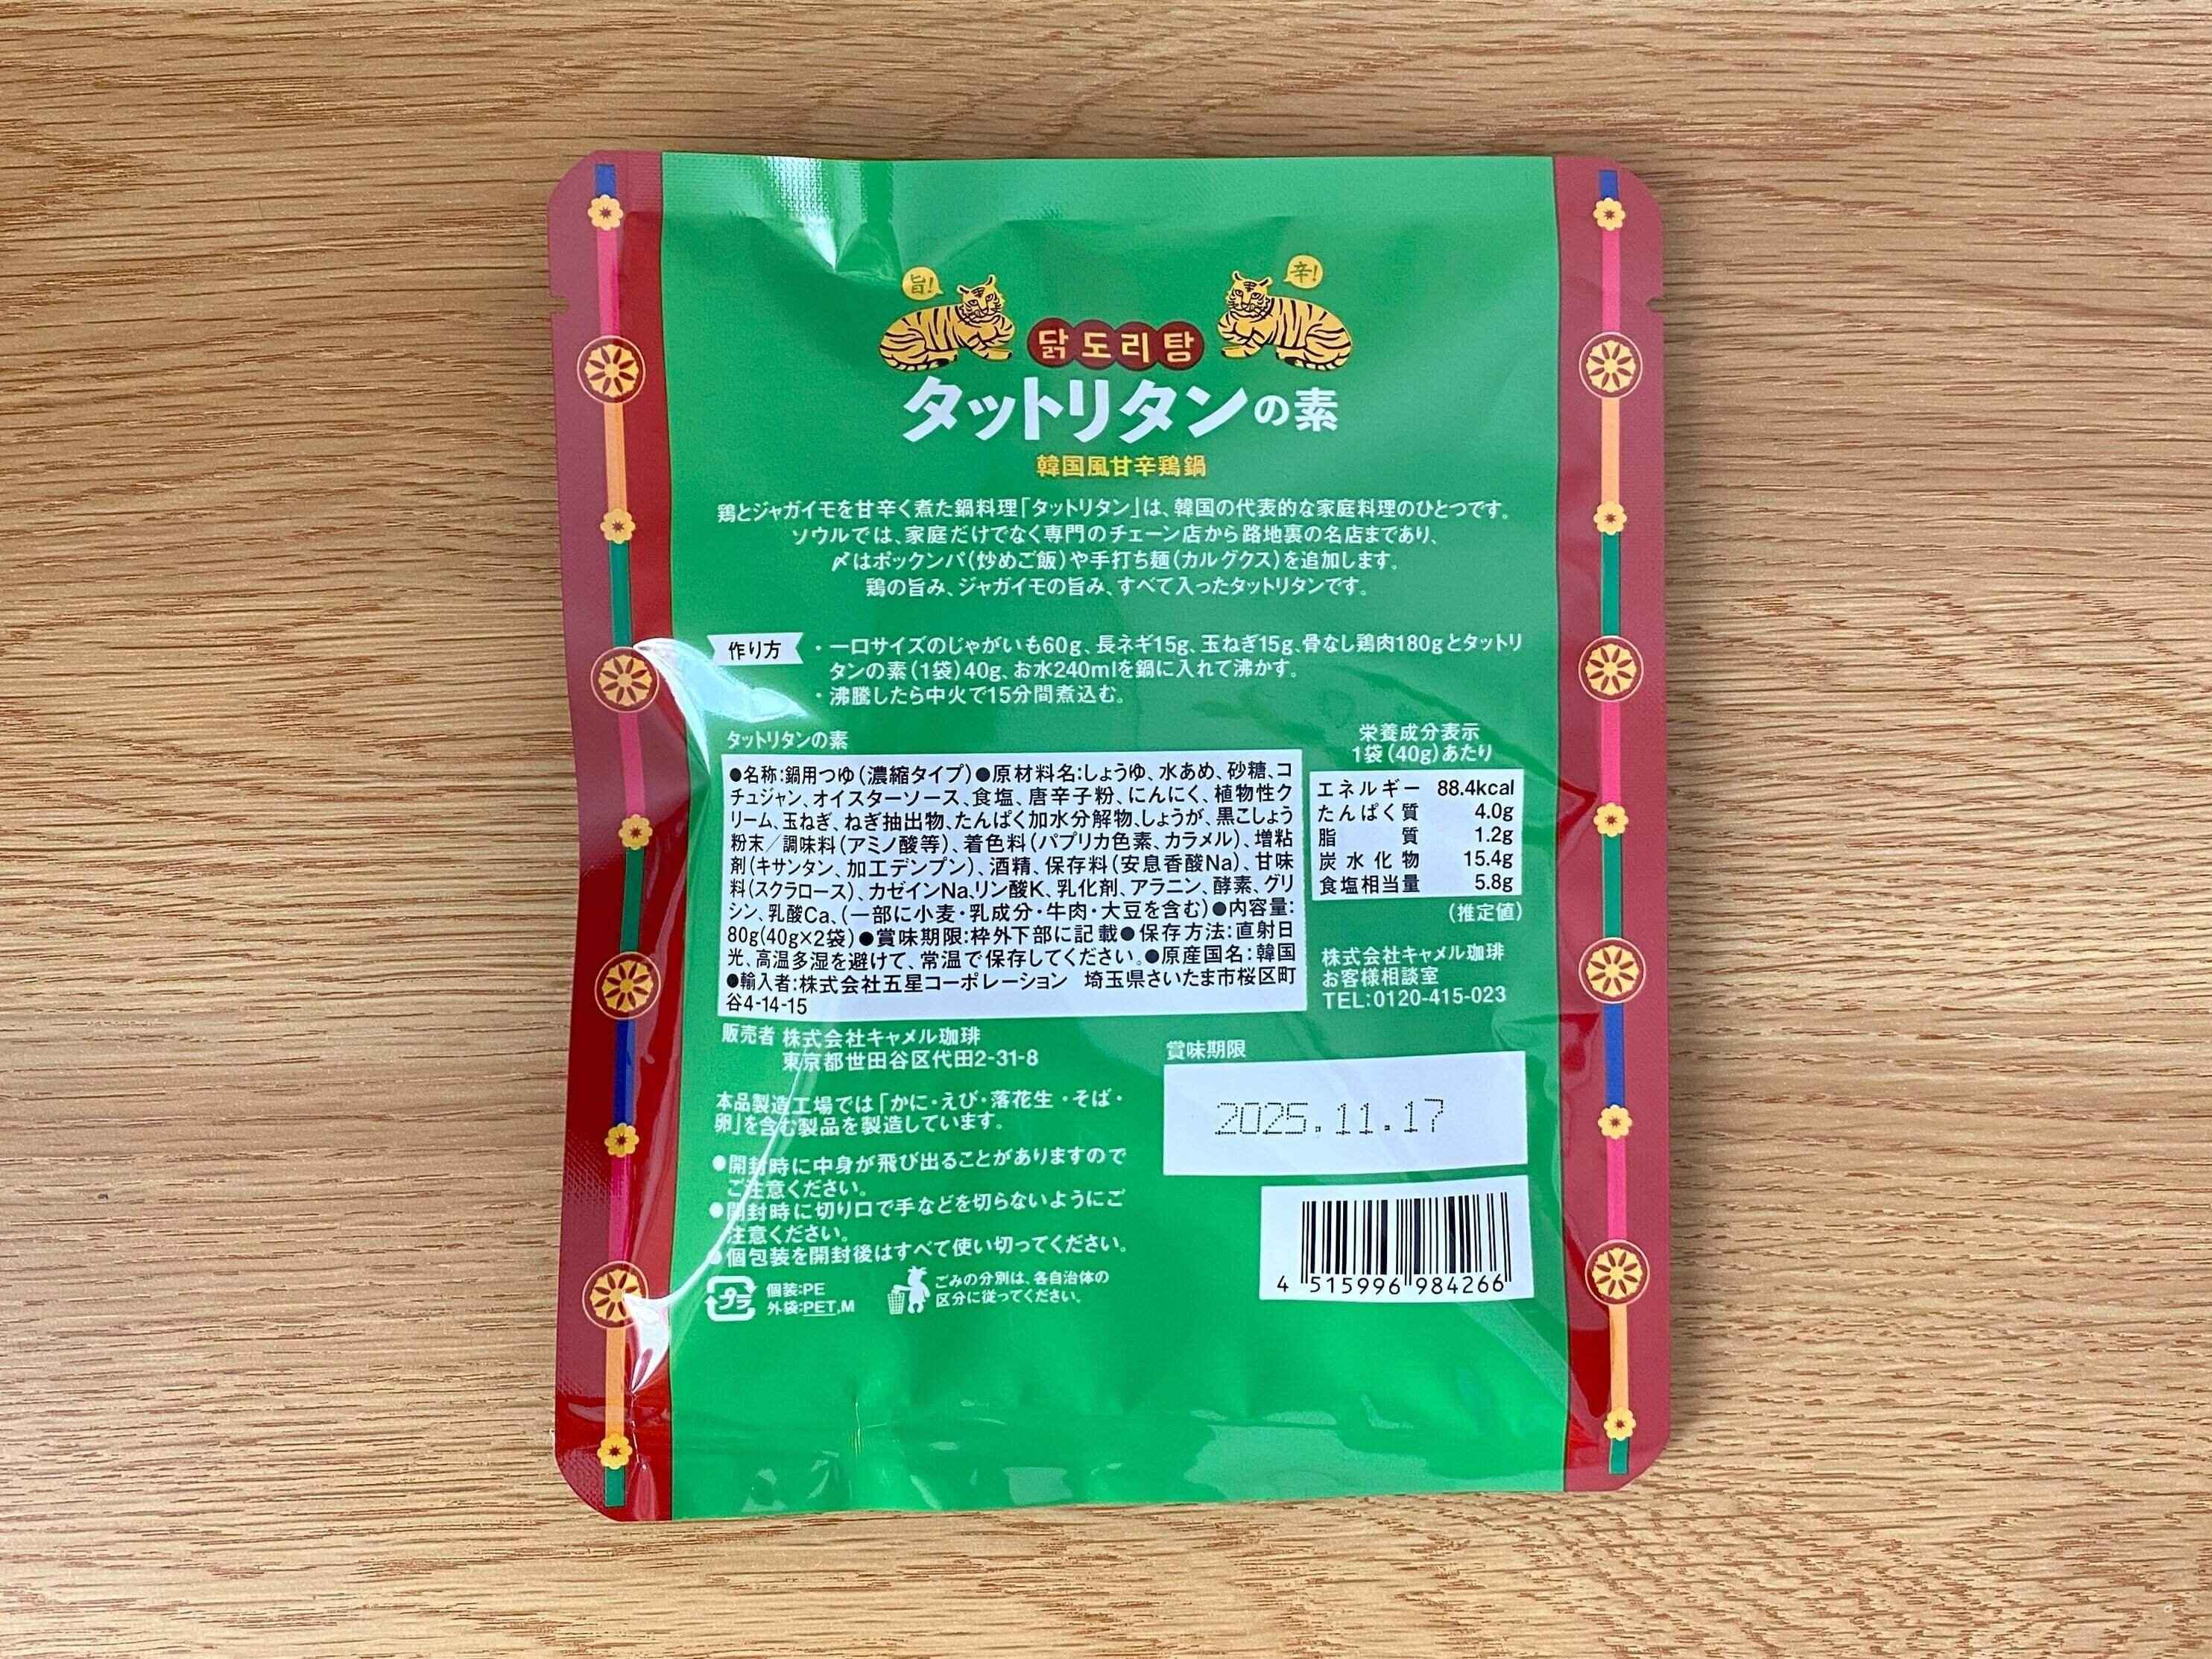 旨!
辛!
닭도리탕
タットリタンの素
韓国風甘辛鶏鍋
鶏とジャガイモを甘辛く煮た鍋料理「タットリタン」は、韓国の代表的な家庭料理のひとつです。
ソウルでは、家庭だけでなく専門のチェーン店から路地裏の名店まであり、
〆はポックンパ(炒めご飯)や手打ち麺(カルグクス)を追加します。
鶏の旨み、ジャガイモの旨み、すべて入ったタットリタンです。
作り方
・一口サイズのじゃがいも60g、長ネギ15g、玉ねぎ15g、骨なし鶏肉180gとタットリ
タンの素(1袋)40g、お水240mlを鍋に入れて沸かす。
・沸騰したら中火で15分間煮込む。
タットリタンの素
●名称:鍋用つゆ(濃縮タイプ)●原材料名:しょうゆ、水あめ、砂糖、コ
チュジャン、オイスターソース、食塩、唐辛子粉、にんにく、植物性ク
リーム、玉ねぎ、ねぎ抽出物、たんぱく加水分解物、しょうが、黒こしょう
粉末/調味料(アミノ酸等)、着色料(パプリカ色素、カラメル)、増粘
剤(キサンタン、加工デンプン)、酒精、保存料(安息香酸Na)、甘味
料(スクラロース)、カゼインNa、リン酸K、乳化剤、アラニン、酵素、グリ
シン、乳酸Ca、(一部に小麦・乳成分・牛肉・大豆を含む)●内容量:
80g(40g×2袋)●賞味期限:枠外下部に記載●保存方法:直射日
光、高温多湿を避けて、常温で保存してください。●原産国名:韓国
●輸入者:株式会社五星コーポレーション 埼玉県さいたま市桜区町
谷4-14-15
栄養成分表示
1袋(40g)あたり
エネルギー 88.4kcal
たんぱく質 4.0g
脂質 1.2g
炭水化物 15.4g
食塩相当量 5.8g
(推定値)
株式会社キャメル珈琲
お客様相談室
TEL:0120-415-023
販売者 株式会社キャメル珈琲
東京都世田谷区代田2-31-8
賞味期限
2025.11.17
本品製造工場では「かに・えび・落花生・そば・
卵」を含む製品を製造しています。
●開封時に中身が飛び出ることがありますので
ご注意ください。
●開封時に切り口で手などを切らないようにご
注意ください。
●個包装を開封後はすべて使い切ってください。
プラ
個装:PE
外袋:PET,M
ごみの分別は、各自治体の
区分に従ってください。
4 515996 984266